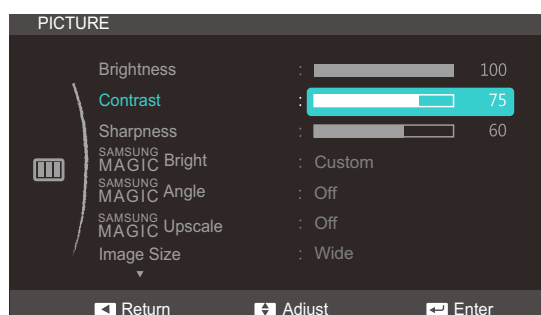 PICTURE
Brightness : 100
Contrast : 75
Sharpness : 60
SAMSUNG MAGIC Bright : Custom
SAMSUNG MAGIC Angle : Off
SAMSUNG MAGIC Upscale : Off
Image Size : Wide
Return Adjust Enter